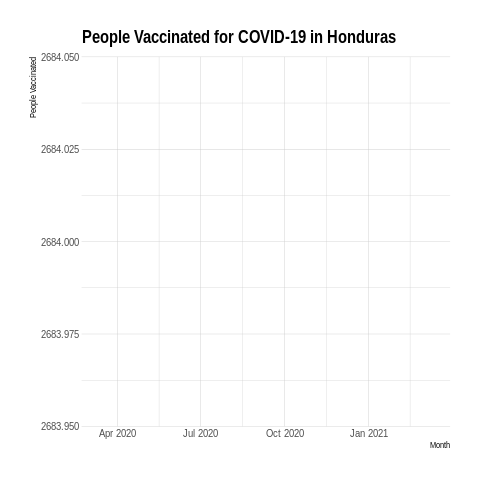 People Vaccinated for COVID-19 in Honduras
People Vaccinated
2684.050
2684.025
2684.000
2683.975
2683.950
Apr 2020
Jul 2020
Oct 2020
Jan 2021
Month